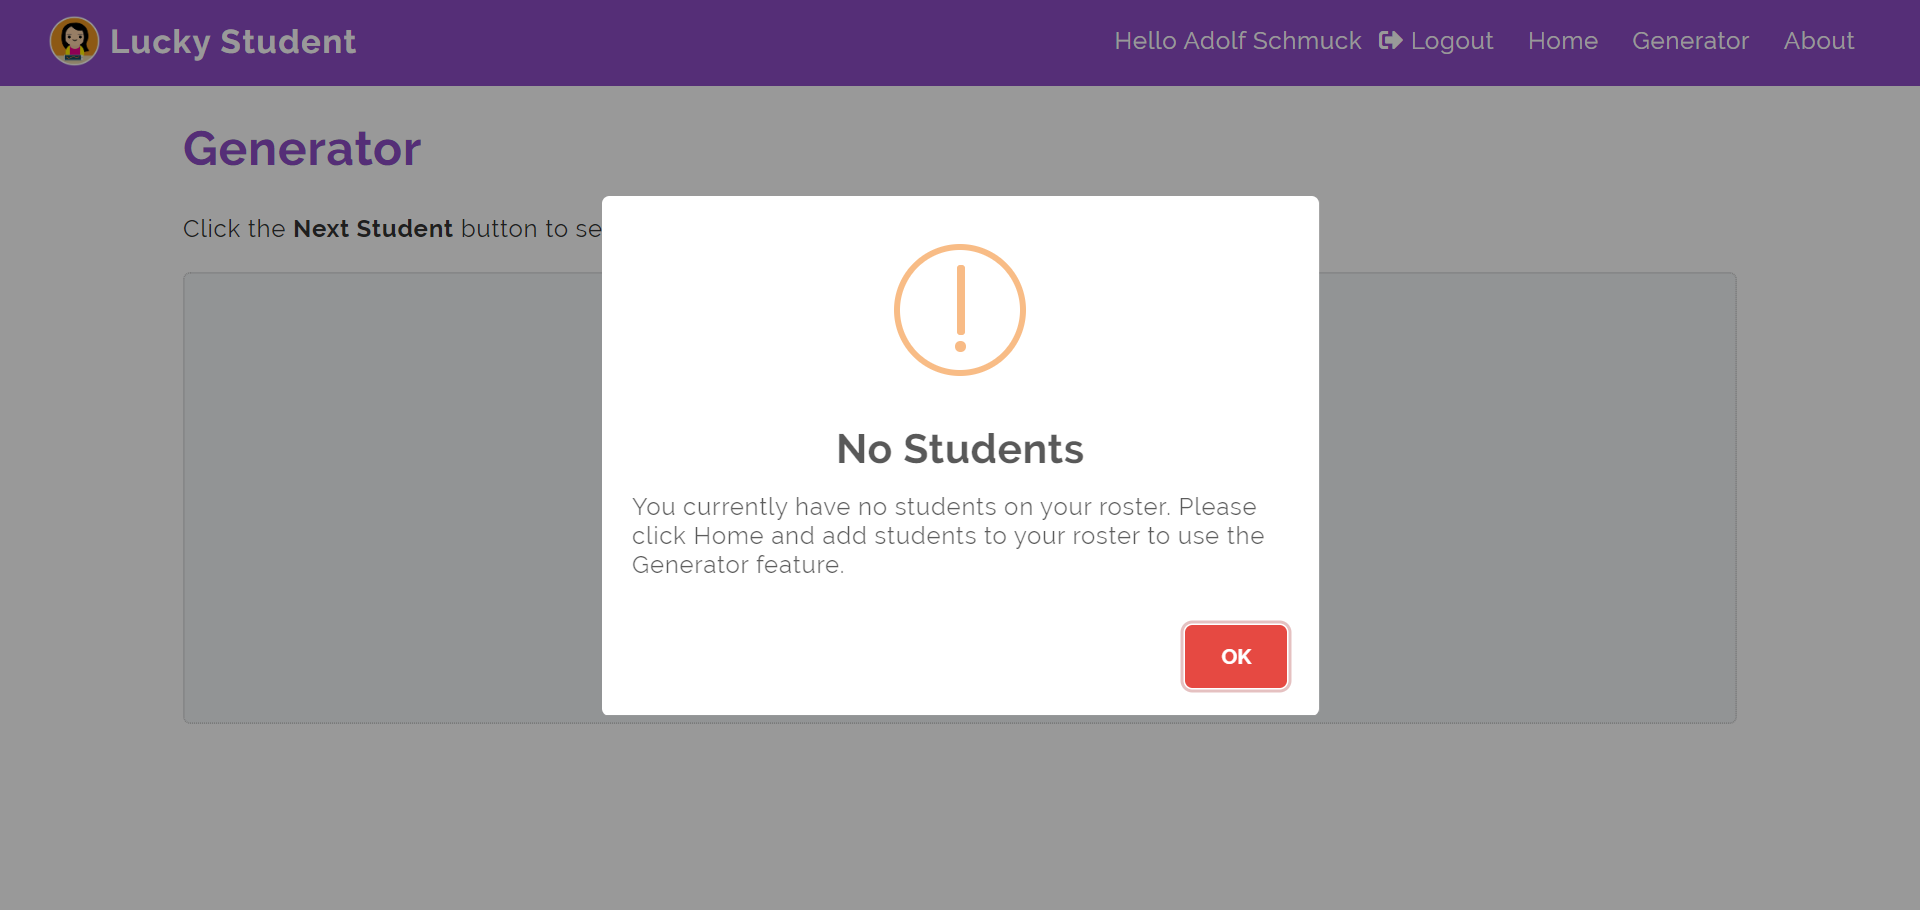 Lucky Student
Hello Adolf Schmuck Logout Home Generator About
Generator
Click the Next Student button to se
No Students
You currently have no students on your roster. Please
click Home and add students to your roster to use the
Generator feature.
OK